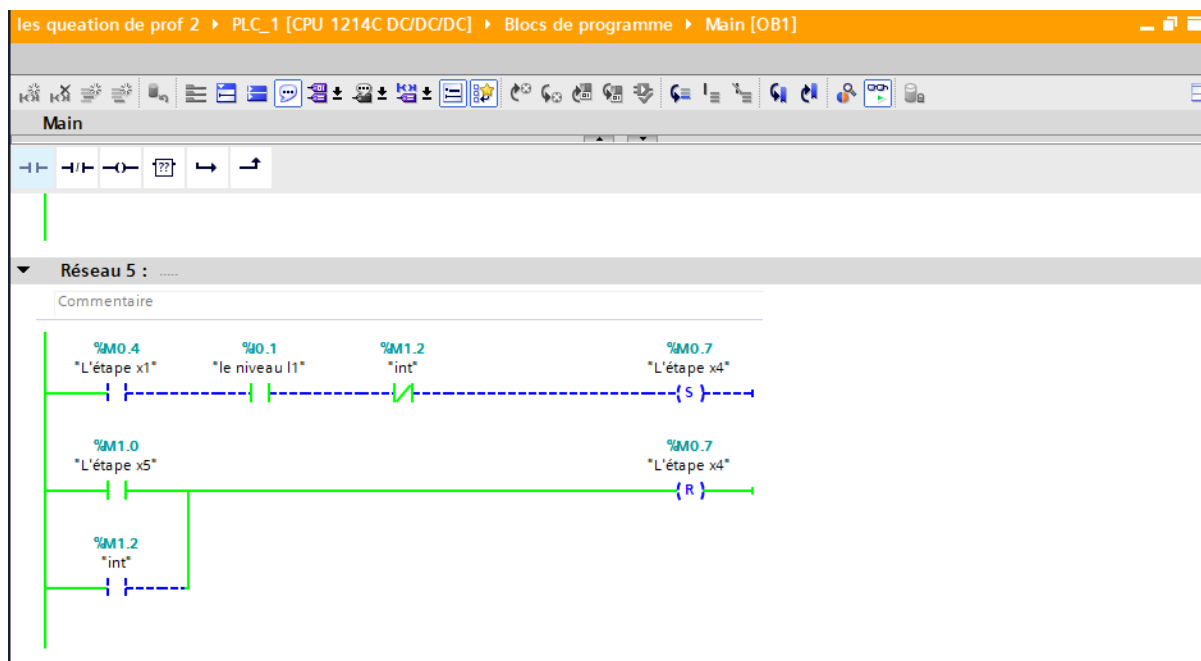 les queation de prof 2 ▸ PLC_1 [CPU 1214C DC/DC/DC] ▸ Blocs de programme ▸ Main [OB1]
Main
??
Réseau 5 : .....
Commentaire
%M0.4 %I0.1 %M1.2 %M0.7
"L'étape x1" "le niveau l1" "int" "L'étape x4"
S
%M1.0 %M0.7
"L'étape x5" "L'étape x4"
R
%M1.2
"int"